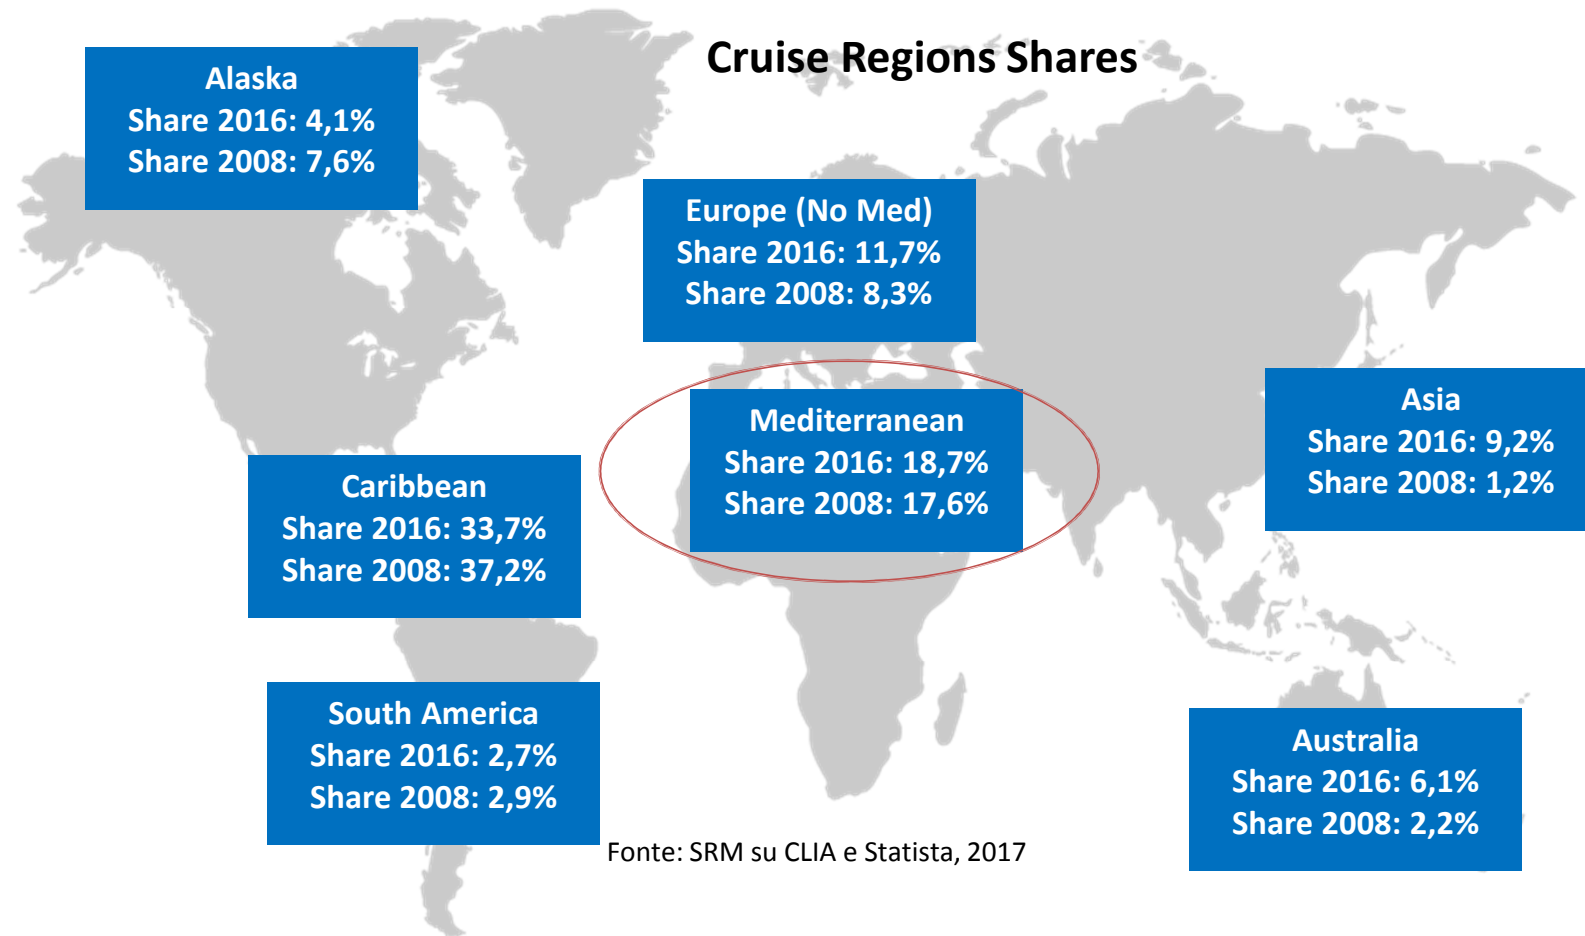 Cruise Regions Shares
Alaska
Share 2016: 4,1%
Share 2008: 7,6%
Europe (No Med)
Share 2016: 11,7%
Share 2008: 8,3%
Mediterranean
Share 2016: 18,7%
Share 2008: 17,6%
Asia
Share 2016: 9,2%
Share 2008: 1,2%
Caribbean
Share 2016: 33,7%
Share 2008: 37,2%
South America
Share 2016: 2,7%
Share 2008: 2,9%
Australia
Share 2016: 6,1%
Share 2008: 2,2%
Fonte: SRM su CLIA e Statista, 2017